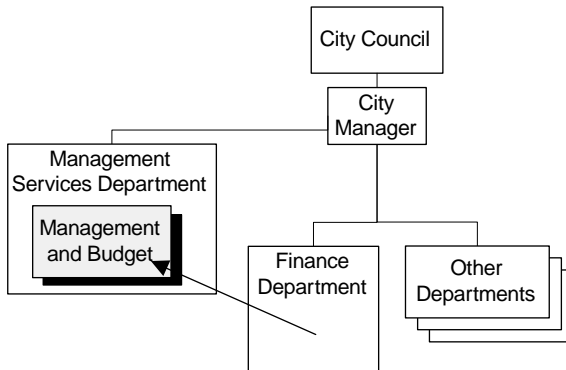 City Council
City
Manager
Management
Services Department
Management
and Budget
Finance
Department
Other
Departments